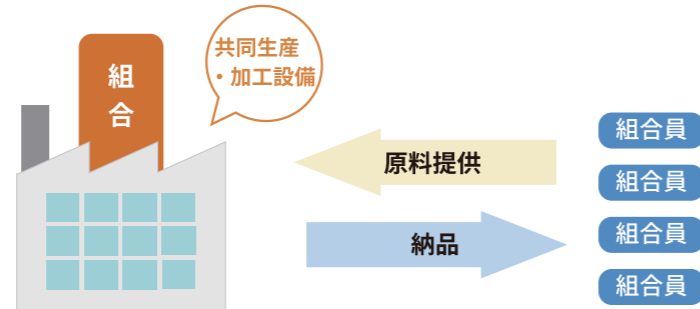 組合
共同生産
・加工設備
原料提供
納品
組合員
組合員
組合員
組合員